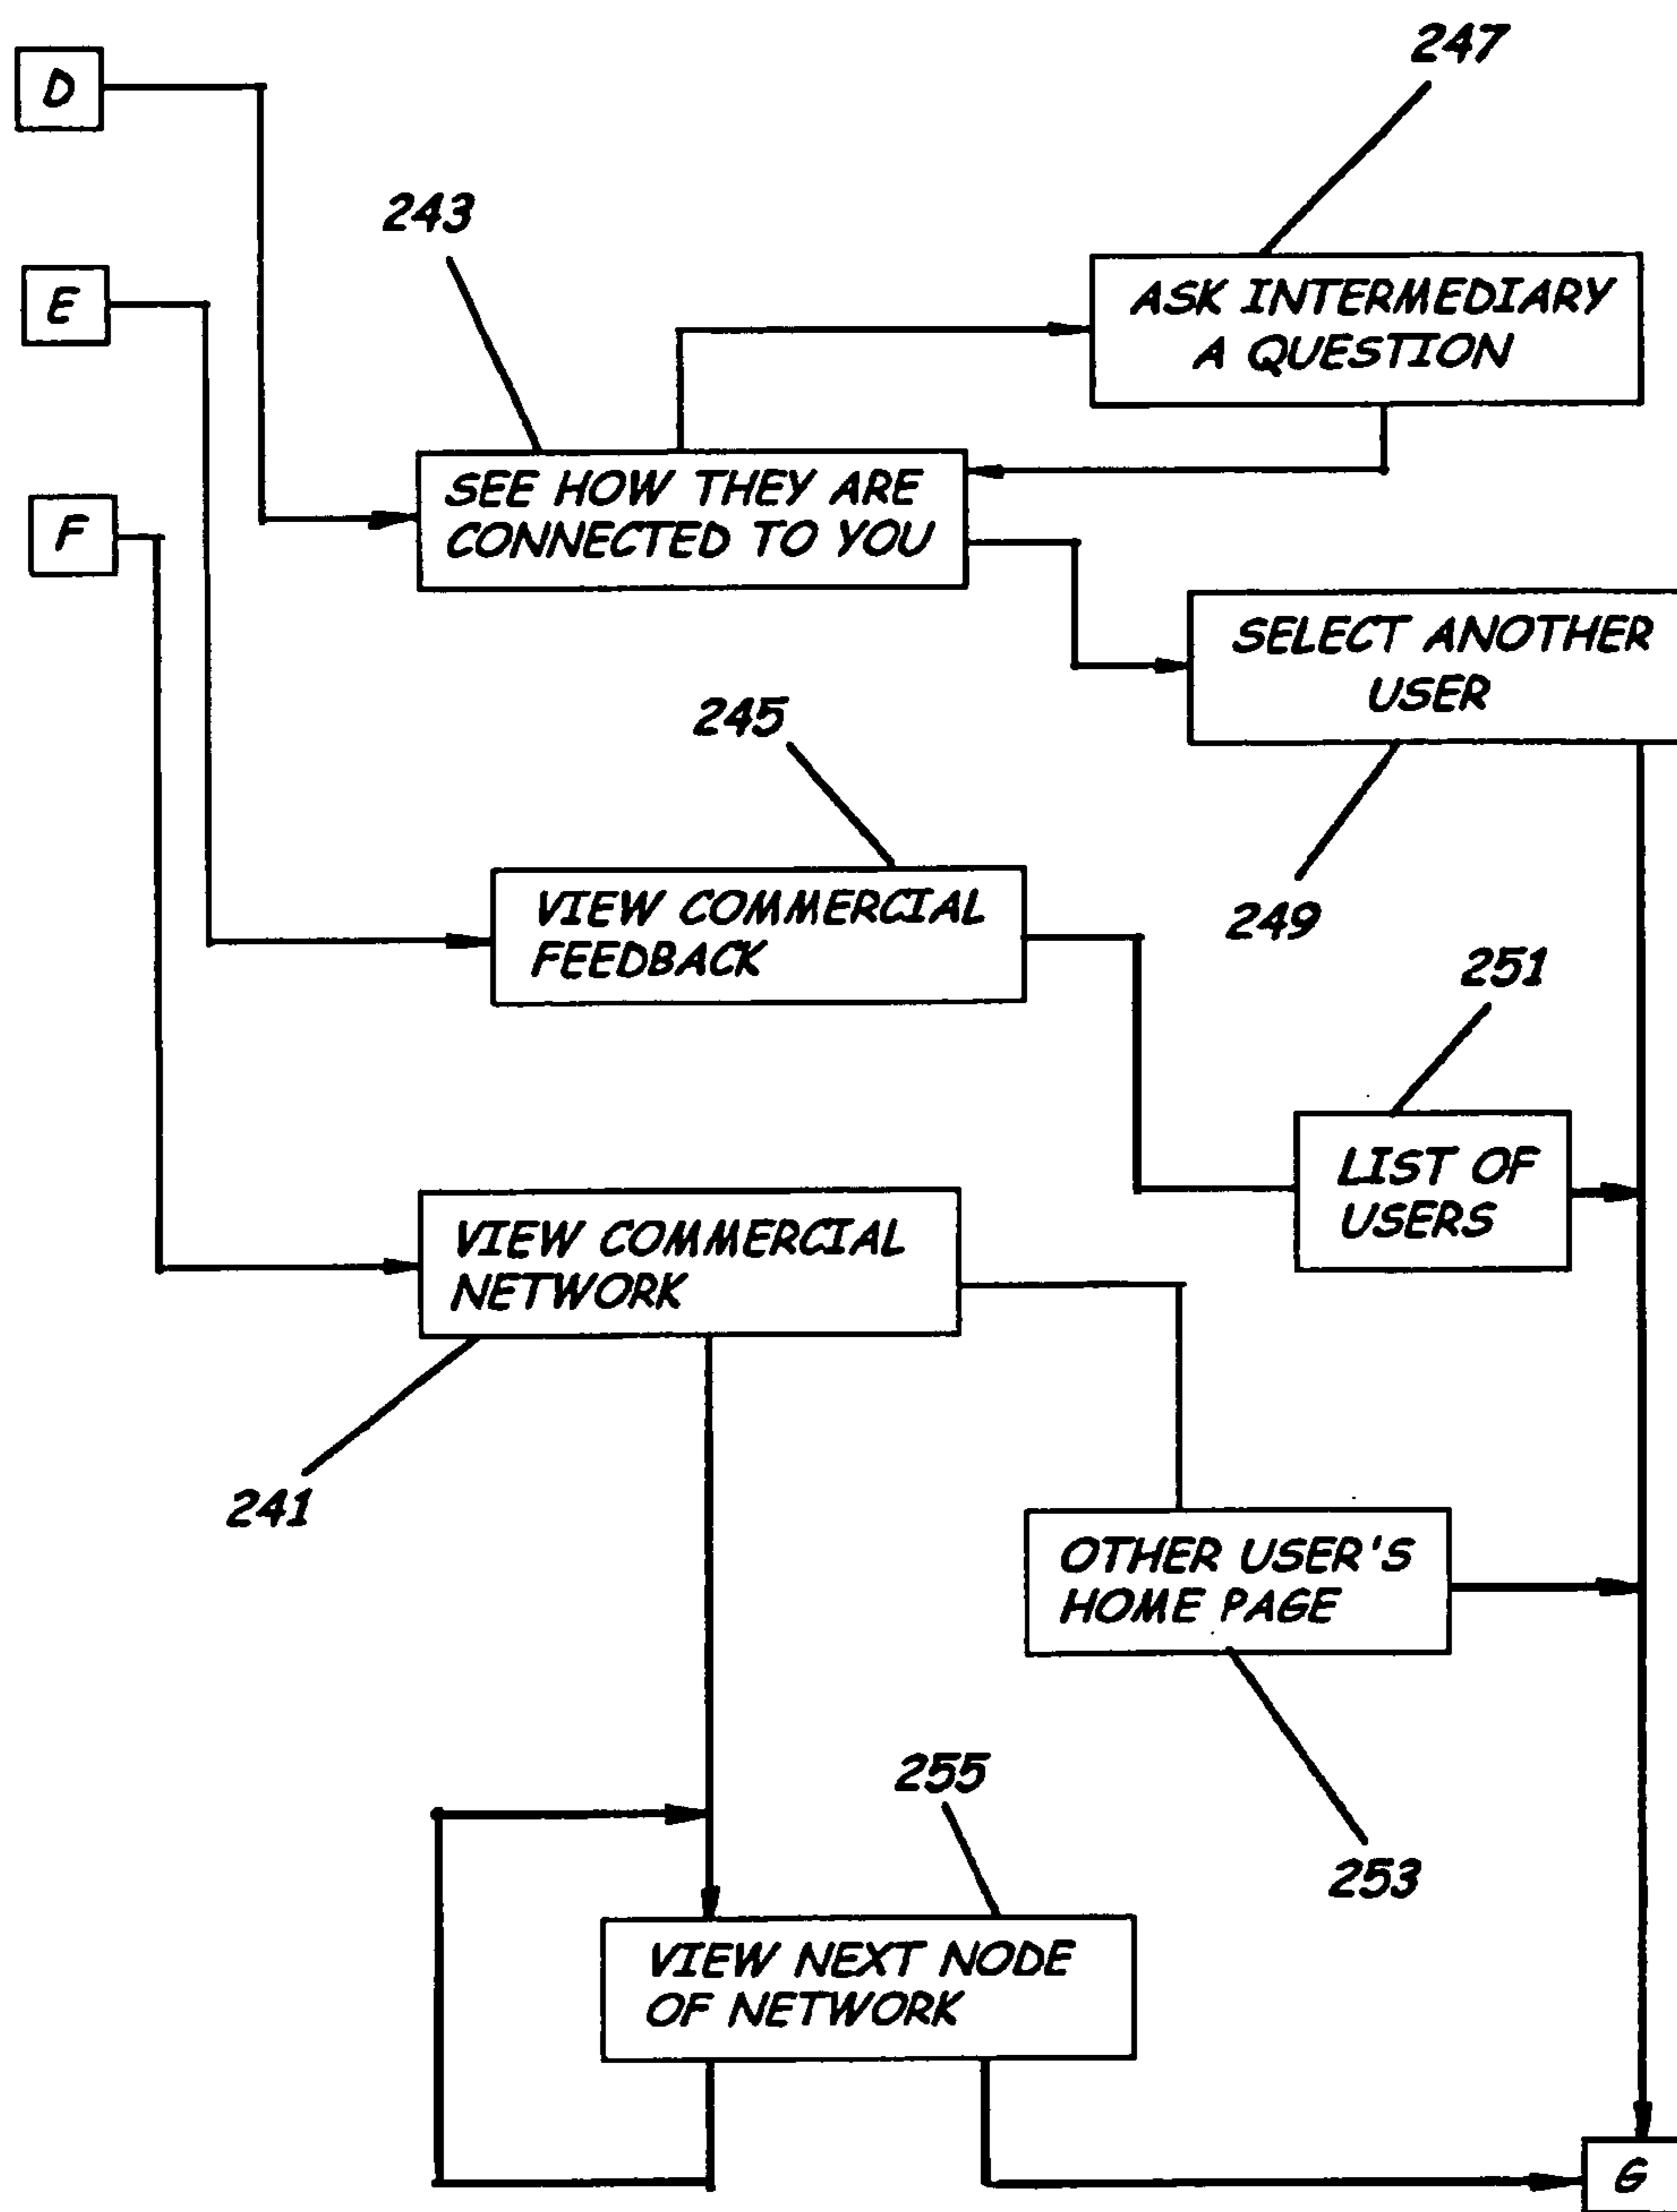 D
247
243
E
ASK INTERMEDIARY
A QUESTION
F
SEE HOW THEY ARE
CONNECTED TO YOU
SELECT ANOTHER
USER
245
VIEW COMMERCIAL
FEEDBACK
249
251
LIST OF
USERS
VIEW COMMERCIAL
NETWORK
241
OTHER USER'S
HOME PAGE
255
253
VIEW NEXT NODE
OF NETWORK
G